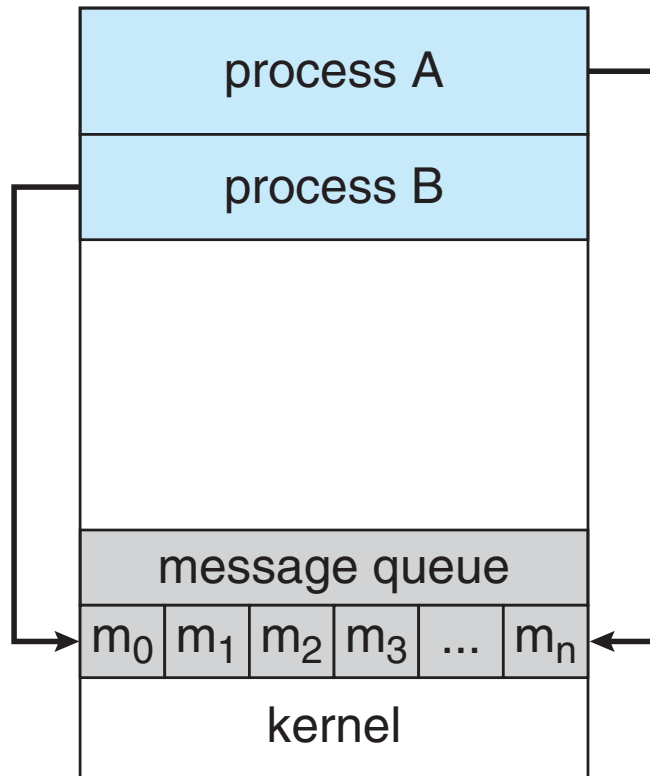 process A
process B
message queue
m₀ m₁ m₂ m₃ ... mₙ
kernel